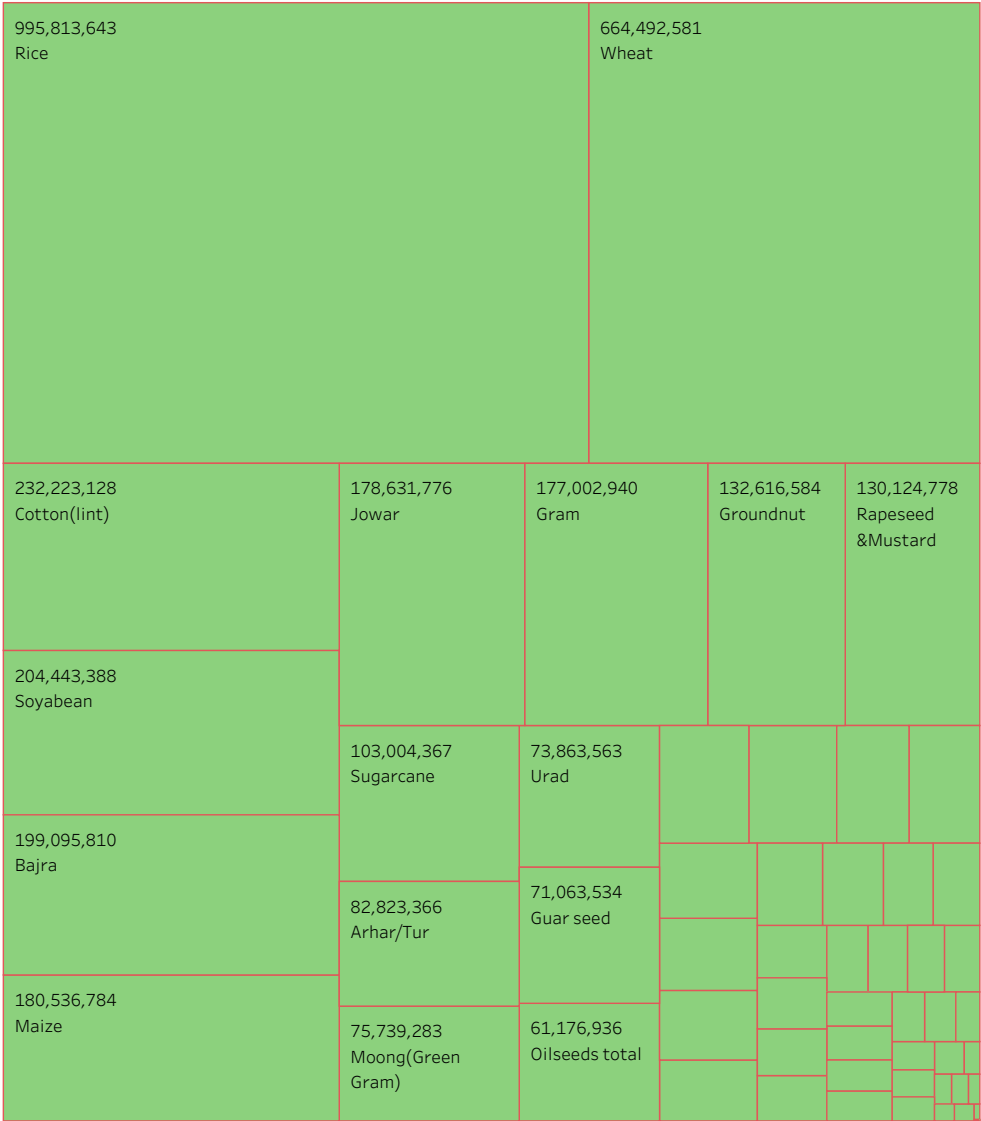 995,813,643
Rice
664,492,581
Wheat
232,223,128
Cotton(lint)
178,631,776
Jowar
177,002,940
Gram
132,616,584
Groundnut
130,124,778
Rapeseed
&Mustard
204,443,388
Soyabean
103,004,367
Sugarcane
73,863,563
Urad
199,095,810
Bajra
82,823,366
Arhar/Tur
71,063,534
Guar seed
180,536,784
Maize
75,739,283
Moong(Green
Gram)
61,176,936
Oilseeds total